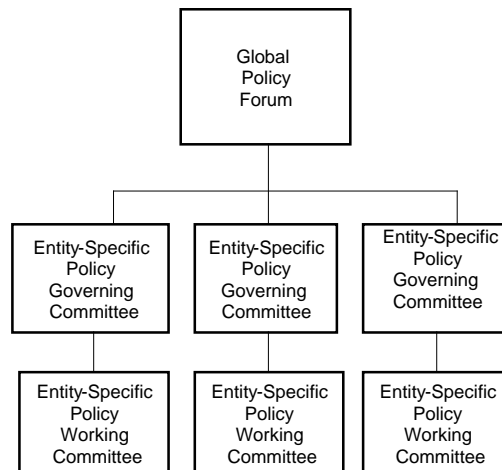 Global
Policy
Forum
Entity-Specific
Policy
Governing
Committee
Entity-Specific
Policy
Governing
Committee
Entity-Specific
Policy
Governing
Committee
Entity-Specific
Policy
Working
Committee
Entity-Specific
Policy
Working
Committee
Entity-Specific
Policy
Working
Committee